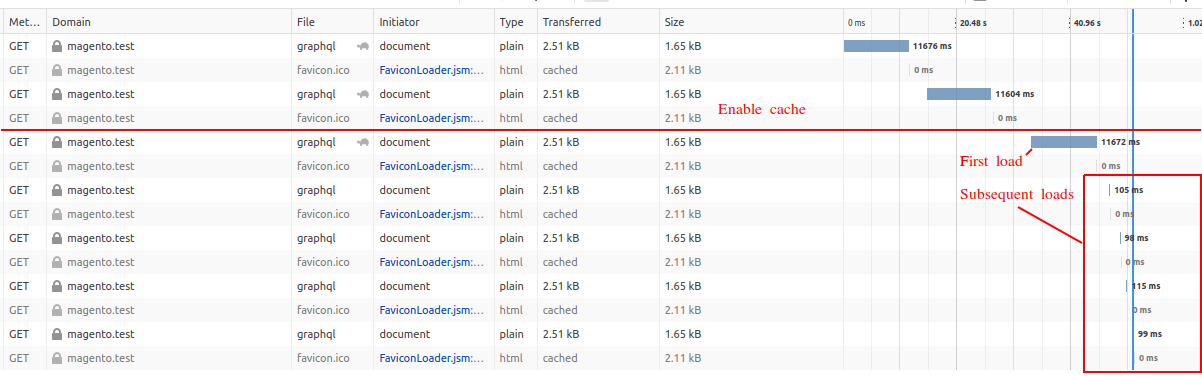 Met... Domain File Initiator Type Transferred Size 0 ms 20.48 s 40.96 s 1.02
GET magento.test graphql document plain 2.51 kB 1.65 kB 11676 ms
GET magento.test favicon.ico FaviconLoader.jsm:... html cached 2.11 kB 0 ms
GET magento.test graphql document plain 2.51 kB 1.65 kB 11604 ms
Enable cache
GET magento.test favicon.ico FaviconLoader.jsm:... html cached 2.11 kB 0 ms
GET magento.test graphql document plain 2.51 kB 1.65 kB 11672 ms
First load
GET magento.test favicon.ico FaviconLoader.jsm:... html cached 2.11 kB 0 ms
GET magento.test graphql document plain 2.51 kB 1.65 kB 105 ms
Subsequent loads
GET magento.test favicon.ico FaviconLoader.jsm:... html cached 2.11 kB 0 ms
GET magento.test graphql document plain 2.51 kB 1.65 kB 98 ms
GET magento.test favicon.ico FaviconLoader.jsm:... html cached 2.11 kB 0 ms
GET magento.test graphql document plain 2.51 kB 1.65 kB 115 ms
GET magento.test favicon.ico FaviconLoader.jsm:... html cached 2.11 kB 0 ms
GET magento.test graphql document plain 2.51 kB 1.65 kB 99 ms
GET magento.test favicon.ico FaviconLoader.jsm:... html cached 2.11 kB 0 ms